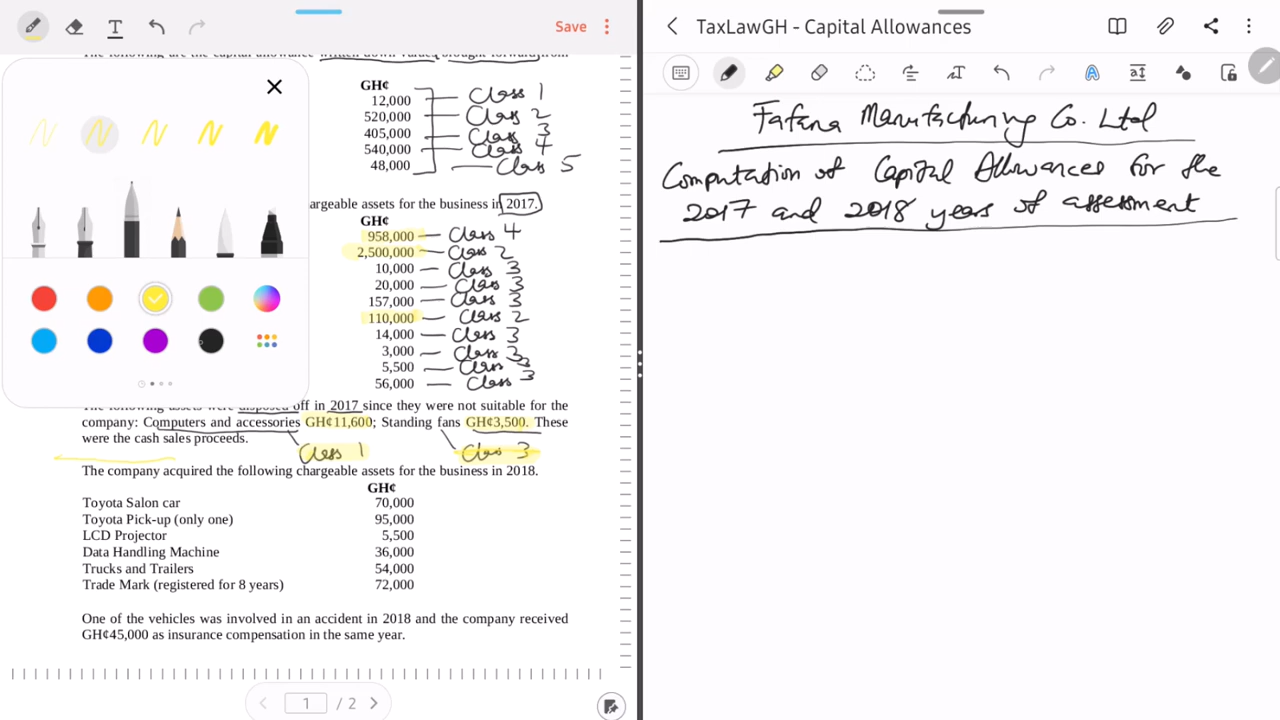 Save
TaxLawGH - Capital Allowances
The following are the capital allowance written down values brought forward from
GH¢
12,000 Class 1
520,000 Class 2
405,000 Class 3
540,000 Class 4
48,000 Class 5
argeable assets for the business in 2017.
GH¢
958,000 Class 4
2,500,000 Class 2
10,000 Class 3
20,000 Class 3
157,000 Class 3
110,000 Class 2
14,000 Class 3
3,000 Class 3
5,500 Class 3
56,000 Class 3
The following assets were disposed off in 2017 since they were not suitable for the
company: Computers and accessories GH¢11,600; Standing fans GH¢3,500. These
were the cash sales proceeds.
Class 1 Class 3
The company acquired the following chargeable assets for the business in 2018.
GH¢
Toyota Salon car 70,000
Toyota Pick-up (only one) 95,000
LCD Projector 5,500
Data Handling Machine 36,000
Trucks and Trailers 54,000
Trade Mark (registered for 8 years) 72,000
One of the vehicles was involved in an accident in 2018 and the company received
GH¢45,000 as insurance compensation in the same year.
1 / 2
Fafana Manufacturing Co. Ltd
Computation of Capital Allowances for the
2017 and 2018 years of assessment